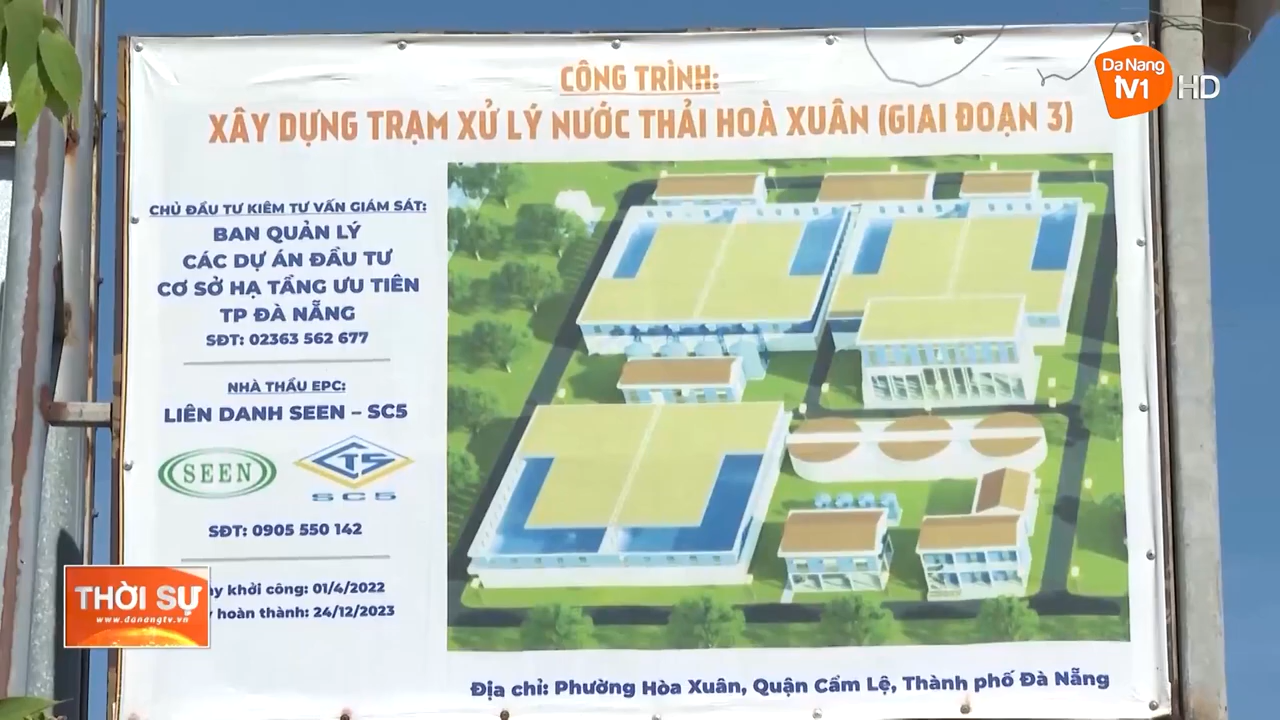 CÔNG TRÌNH:
XÂY DỰNG TRẠM XỬ LÝ NƯỚC THẢI HOÀ XUÂN (GIAI ĐOẠN 3)
CHỦ ĐẦU TƯ KIÊM TƯ VẤN GIÁM SÁT:
BAN QUẢN LÝ
CÁC DỰ ÁN ĐẦU TƯ
CƠ SỞ HẠ TẦNG ƯU TIÊN
TP ĐÀ NẴNG
SĐT: 02363 562 677
NHÀ THẦU EPC:
LIÊN DANH SEEN – SC5
SEEN
CTS
SC5
SĐT: 0905 550 142
khởi công: 01/4/2022
hoàn thành: 24/12/2023
Địa chỉ: Phường Hòa Xuân, Quận Cẩm Lệ, Thành phố Đà Nẵng
Da Nang
TV1 HD
THỜI SỰ
www.danangtv.vn